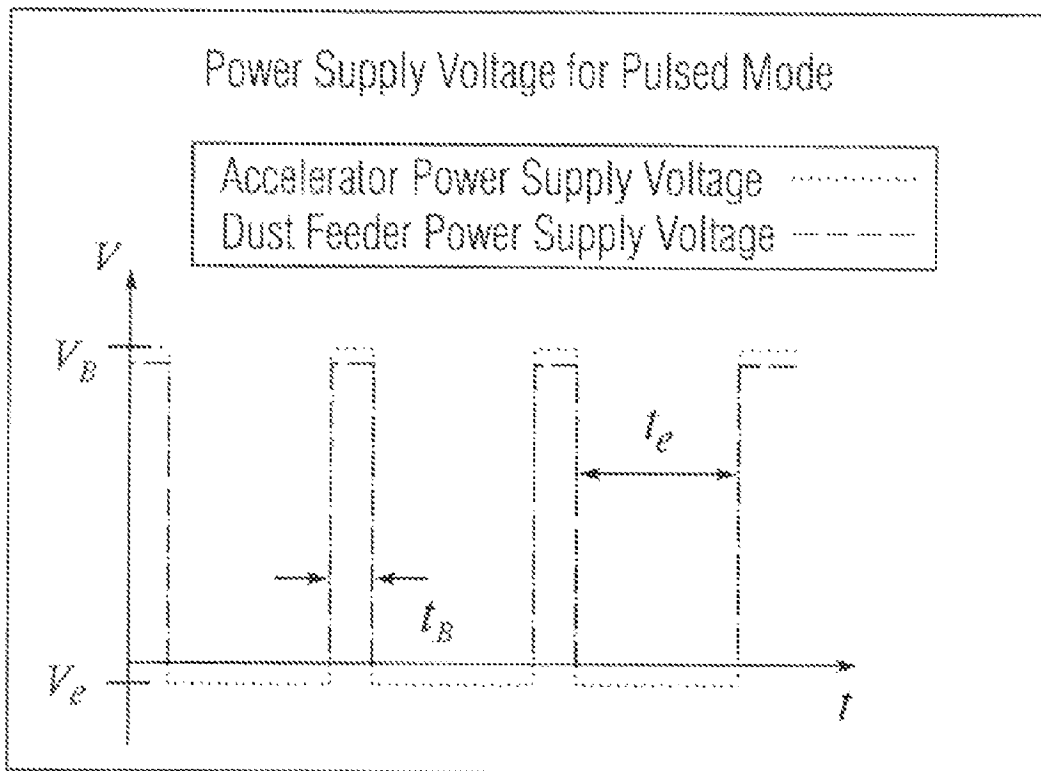 Power Supply Voltage for Pulsed Mode
Accelerator Power Supply Voltage
Dust Feeder Power Supply Voltage
V
V_B
t_e
t_B
V_e
t